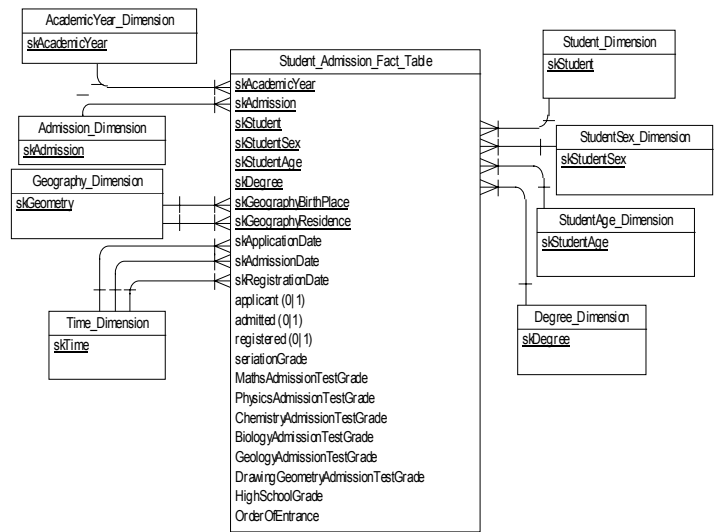 AcademicYear_Dimension
skAcademicYear
Admission_Dimension
skAdmission
Geography_Dimension
skGeometry
Time_Dimension
skTime
Student_Admission_Fact_Table
skAcademicYear
skAdmission
skStudent
skStudentSex
skStudentAge
skDegree
skGeographyBirthPlace
skGeographyResidence
skApplicationDate
skAdmissionDate
skRegistrationDate
applicant (0|1)
admitted (0|1)
registered (0|1)
seriationGrade
MathsAdmissionTestGrade
PhysicsAdmissionTestGrade
ChemistryAdmissionTestGrade
BiologyAdmissionTestGrade
GeologyAdmissionTestGrade
DrawingGeometryAdmissionTestGrade
HighSchoolGrade
OrderOfEntrance
Student_Dimension
skStudent
StudentSex_Dimension
skStudentSex
StudentAge_Dimension
skStudentAge
Degree_Dimension
skDegree